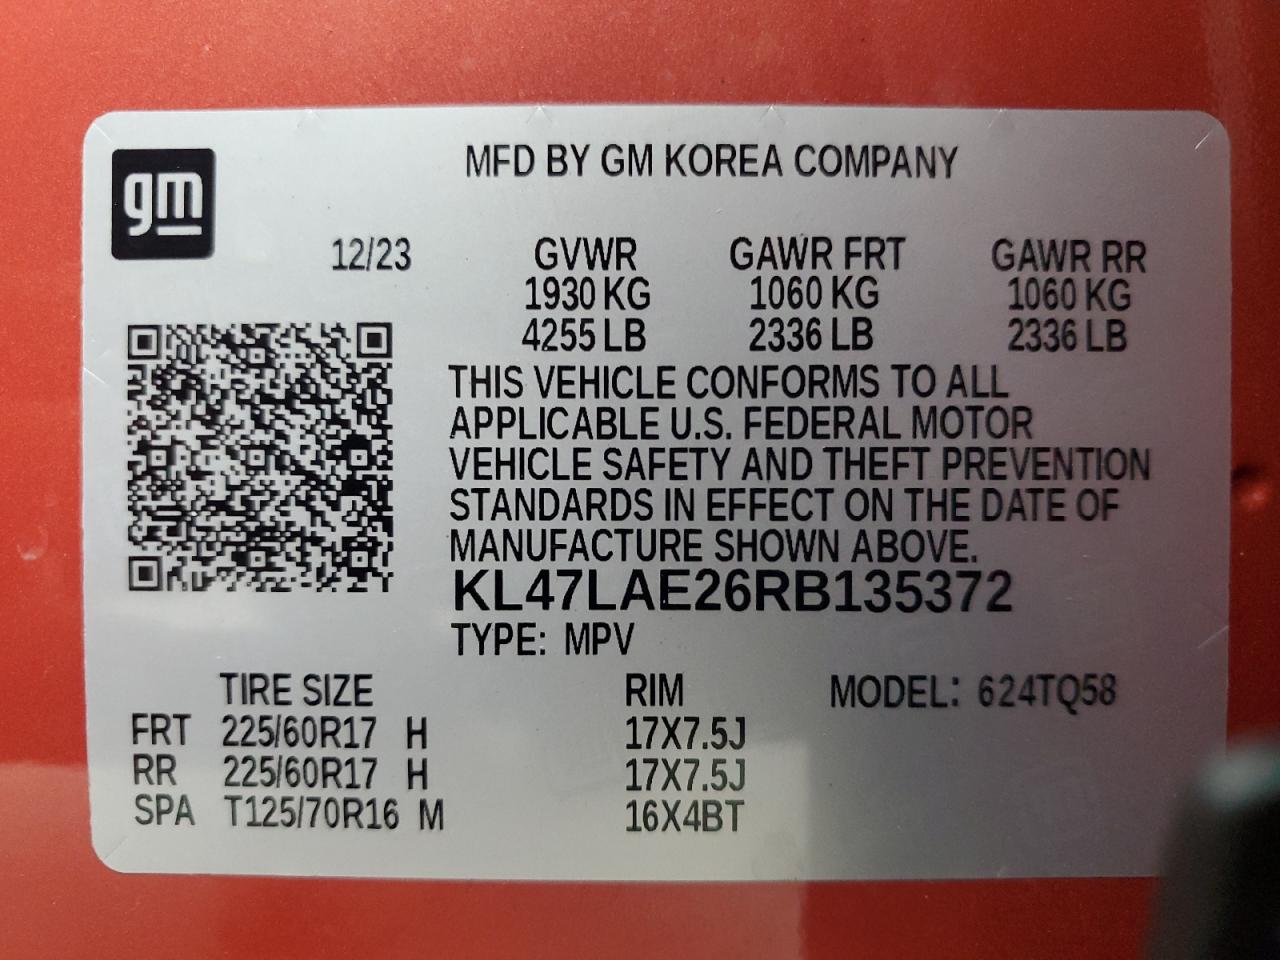 gm
MFD BY GM KOREA COMPANY
12/23 GVWR GAWR FRT GAWR RR
1930 KG 1060 KG 1060 KG
4255 LB 2336 LB 2336 LB
THIS VEHICLE CONFORMS TO ALL
APPLICABLE U.S. FEDERAL MOTOR
VEHICLE SAFETY AND THEFT PREVENTION
STANDARDS IN EFFECT ON THE DATE OF
MANUFACTURE SHOWN ABOVE.
KL47LAE26RB135372
TYPE: MPV
TIRE SIZE RIM MODEL: 624TQ58
FRT 225/60R17 H 17X7.5J
RR 225/60R17 H 17X7.5J
SPA T125/70R16 M 16X4BT